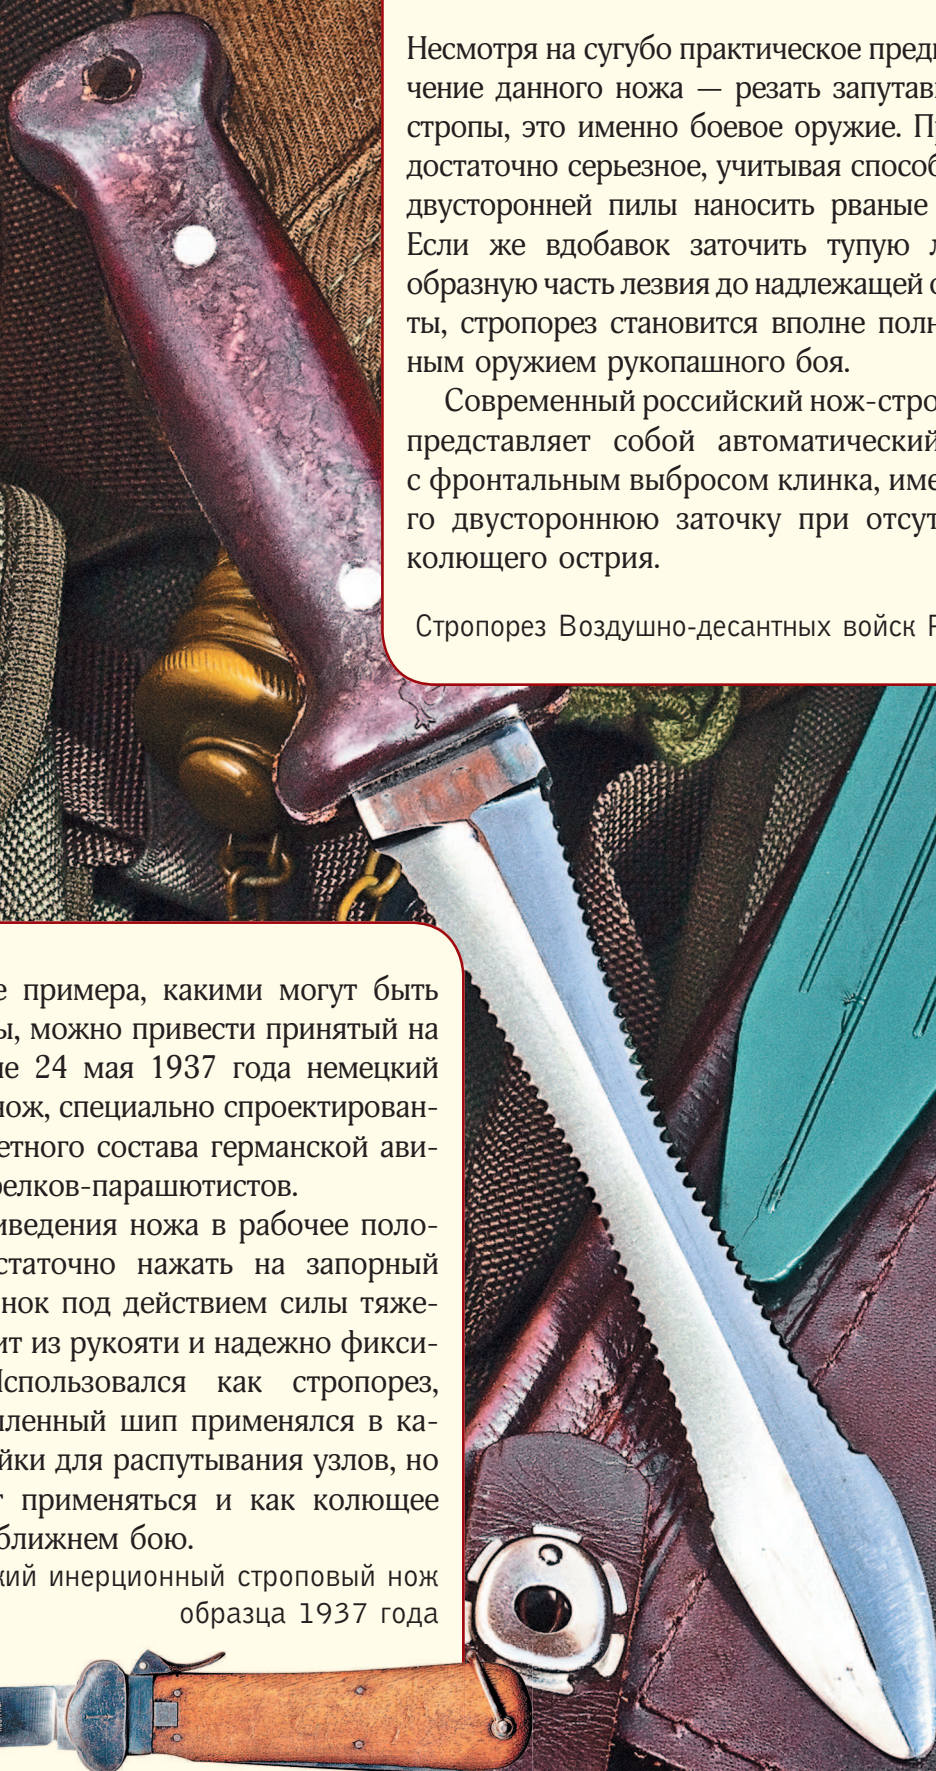 Несмотря на сугубо практическое пред
чение данного ножа — резать запутав
стропы, это именно боевое оружие. П
достаточно серьезное, учитывая способ
двусторонней пилы наносить рваные
Если же вдобавок заточить тупую л
образную часть лезвия до надлежащей о
ты, стропорез становится вполне полн
ным оружием рукопашного боя.
Современный российский нож-стро
представляет собой автоматический
с фронтальным выбросом клинка, име
го двустороннюю заточку при отсут
колющего острия.
Стропорез Воздушно-десантных войск Р
е примера, какими могут быть
ы, можно привести принятый на
ие 24 мая 1937 года немецкий
нож, специально спроектирован-
етного состава германской ави-
релков-парашютистов.
иведения ножа в рабочее поло-
статочно нажать на запорный
нок под действием силы тяже-
ит из рукояти и надежно фикси-
Использовался как стропорез,
пленный шип применялся в ка-
йки для распутывания узлов, но
т применяться и как колющее
ближнем бою.
кий инерционный строповый нож
образца 1937 года